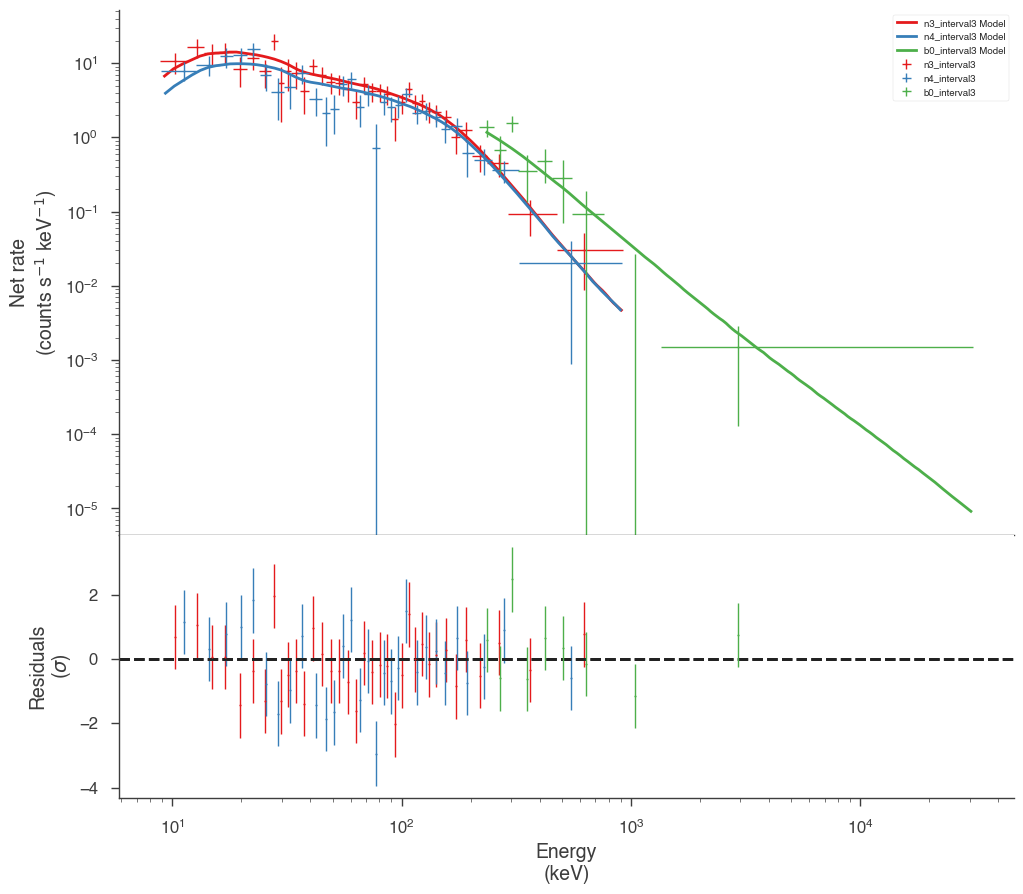 n3_interval3 Model
n4_interval3 Model
b0_interval3 Model
n3_interval3
n4_interval3
b0_interval3
Net rate
(counts s⁻¹ keV⁻¹)
10¹
10⁰
10⁻¹
10⁻²
10⁻³
10⁻⁴
10⁻⁵
Residuals
(σ)
2
0
−2
−4
10¹ 10² 10³ 10⁴
Energy
(keV)